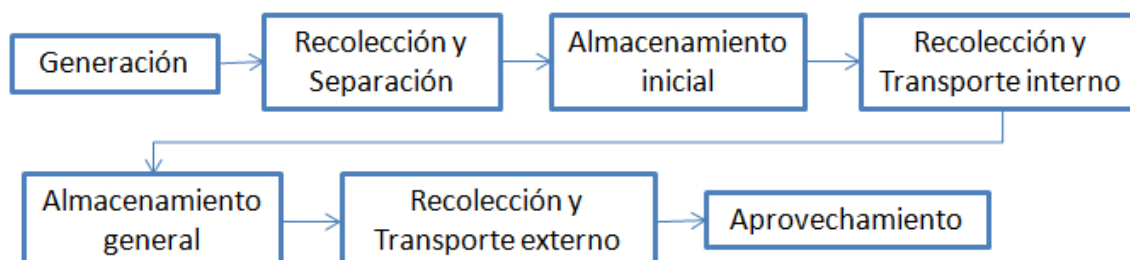 Generación
Recolección y
Separación
Almacenamiento
inicial
Recolección y
Transporte interno
Almacenamiento
general
Recolección y
Transporte externo
Aprovechamiento